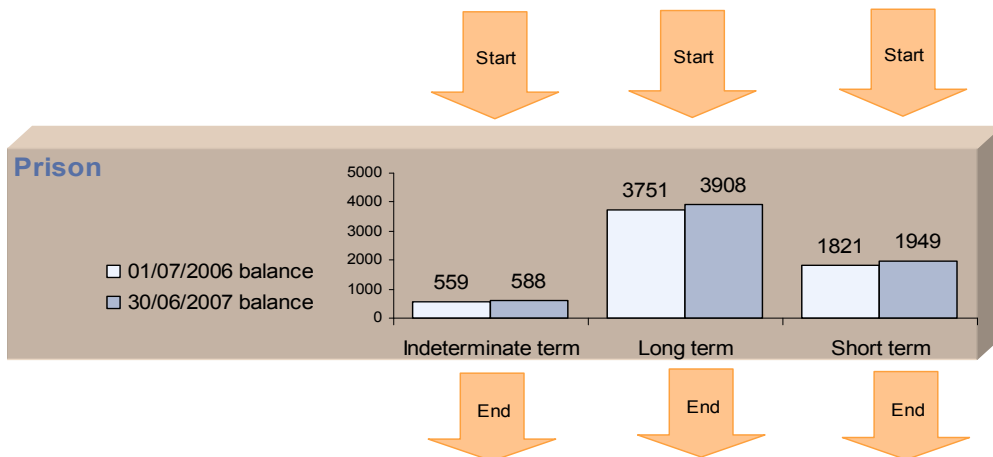 Start Start Start
Prison
5000
4000
3000
2000
1000
0
3751 3908
1821 1949
559 588
01/07/2006 balance
30/06/2007 balance
Indeterminate term Long term Short term
End End End